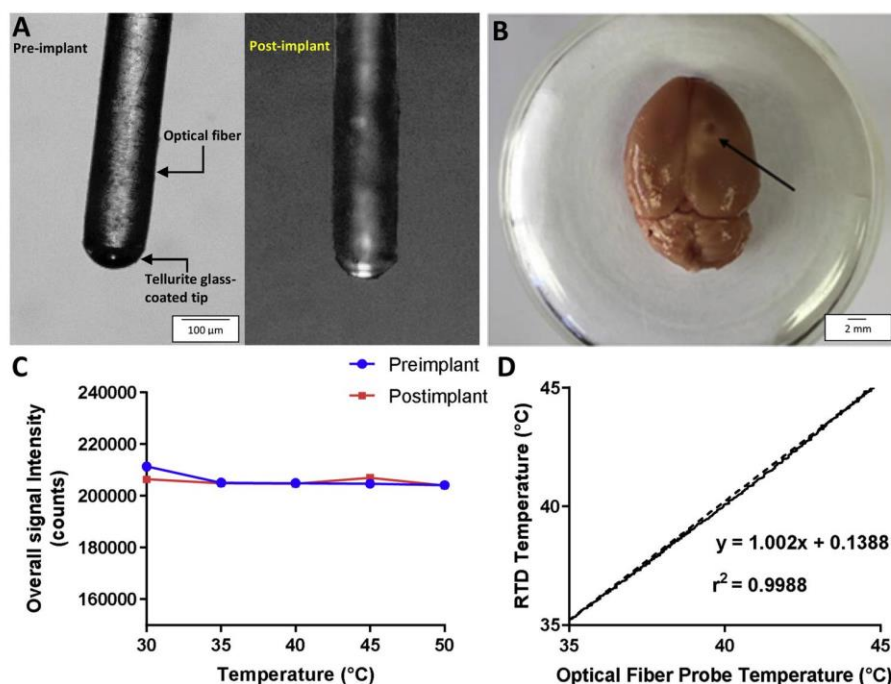 A
Pre-implant
Post-implant
Optical fiber
Tellurite glass-
coated tip
100 µm
B
2 mm
C
Preimplant
Postimplant
Overall signal Intensity
(counts)
240000
220000
200000
180000
160000
30
35
40
45
50
Temperature (°C)
D
RTD Temperature (°C)
45
40
35
y = 1.002x + 0.1388
r² = 0.9988
35
40
45
Optical Fiber Probe Temperature (°C)